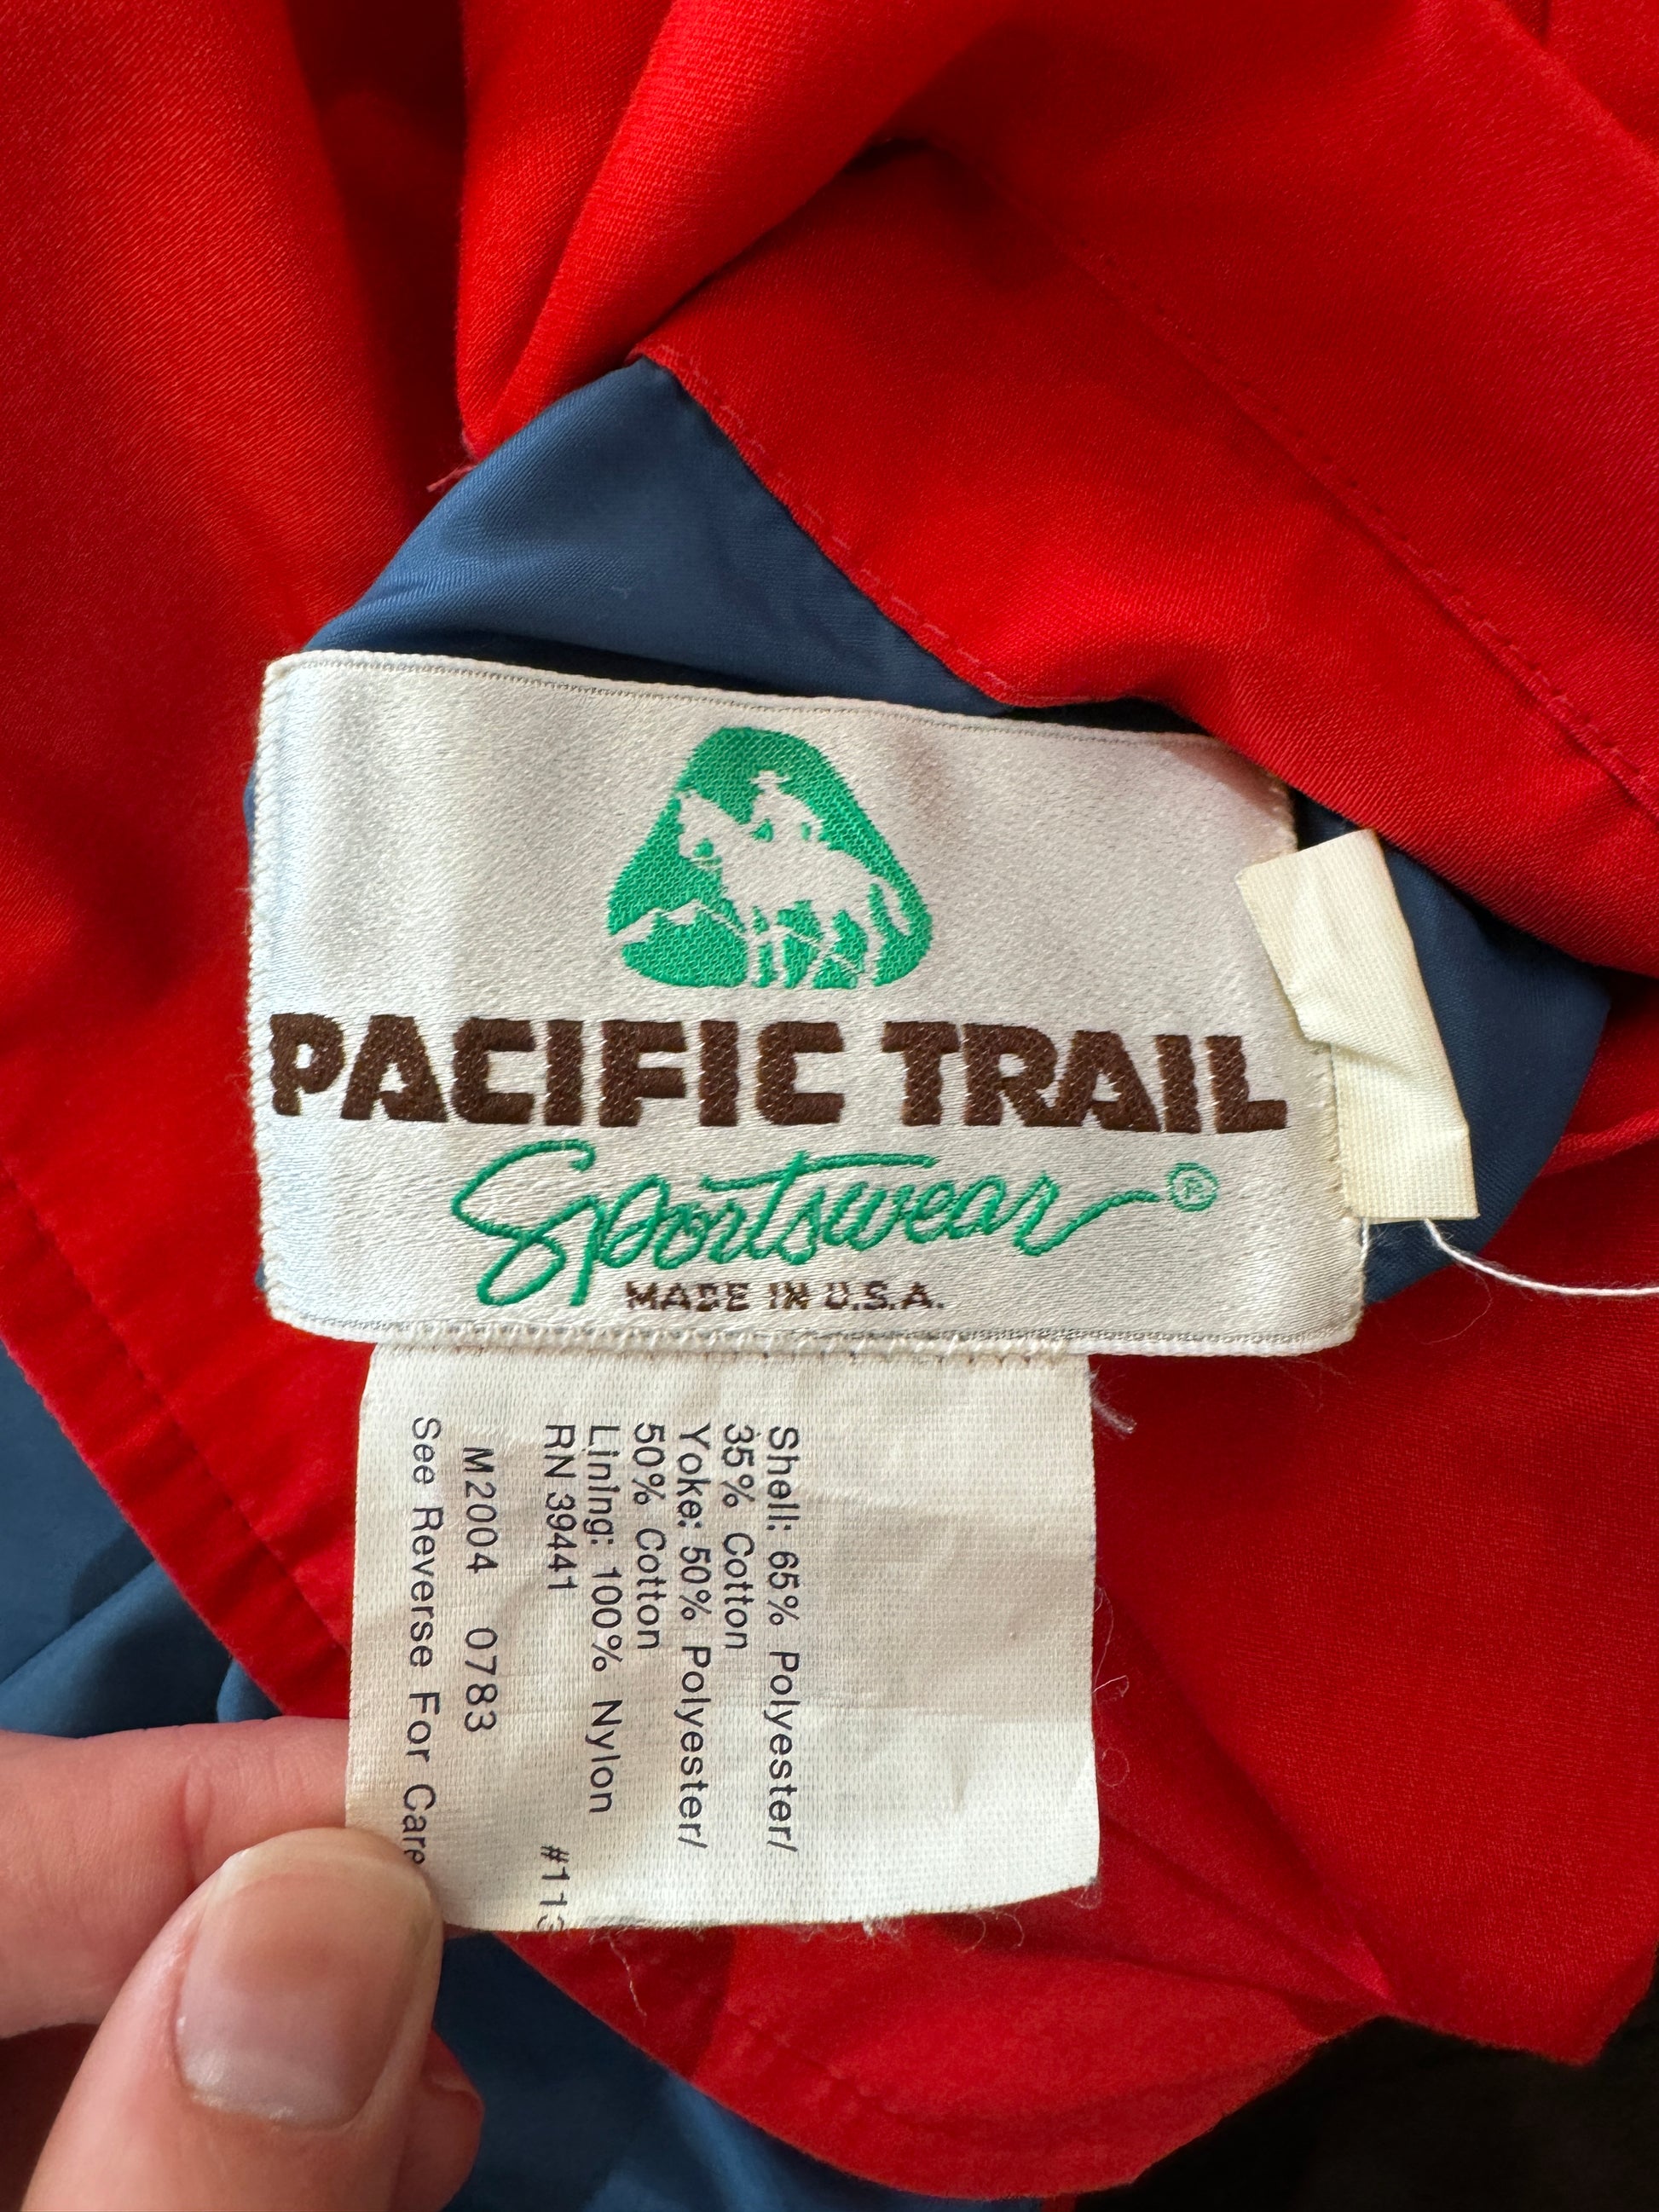 PACIFIC TRAIL
Sportswear®
MADE IN U.S.A.
Shell: 65% Polyester/
35% Cotton
Yoke: 50% Polyester/
50% Cotton
Lining: 100% Nylon
RN 39441
M2004 0783
See Reverse For Care